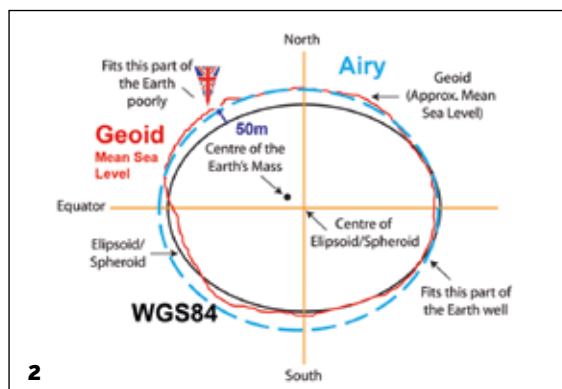 North
Fits this part of
the Earth
poorly
Airy
Geoid
(Approx. Mean
Sea Level)
Geoid
Mean Sea
Level
50m
Centre of the
Earth's Mass
Equator
Centre of
Elipsoid/Spheroid
Elipsoid/
Spheroid
WGS84
Fits this part of
the Earth well
South
2